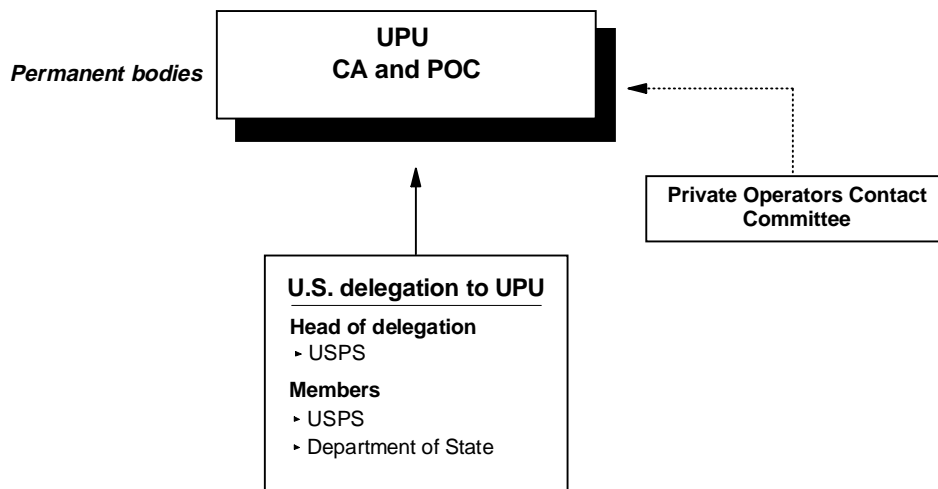 UPU
CA and POC
Permanent bodies
Private Operators Contact
Committee
U.S. delegation to UPU
Head of delegation
▸ USPS
Members
▸ USPS
▸ Department of State